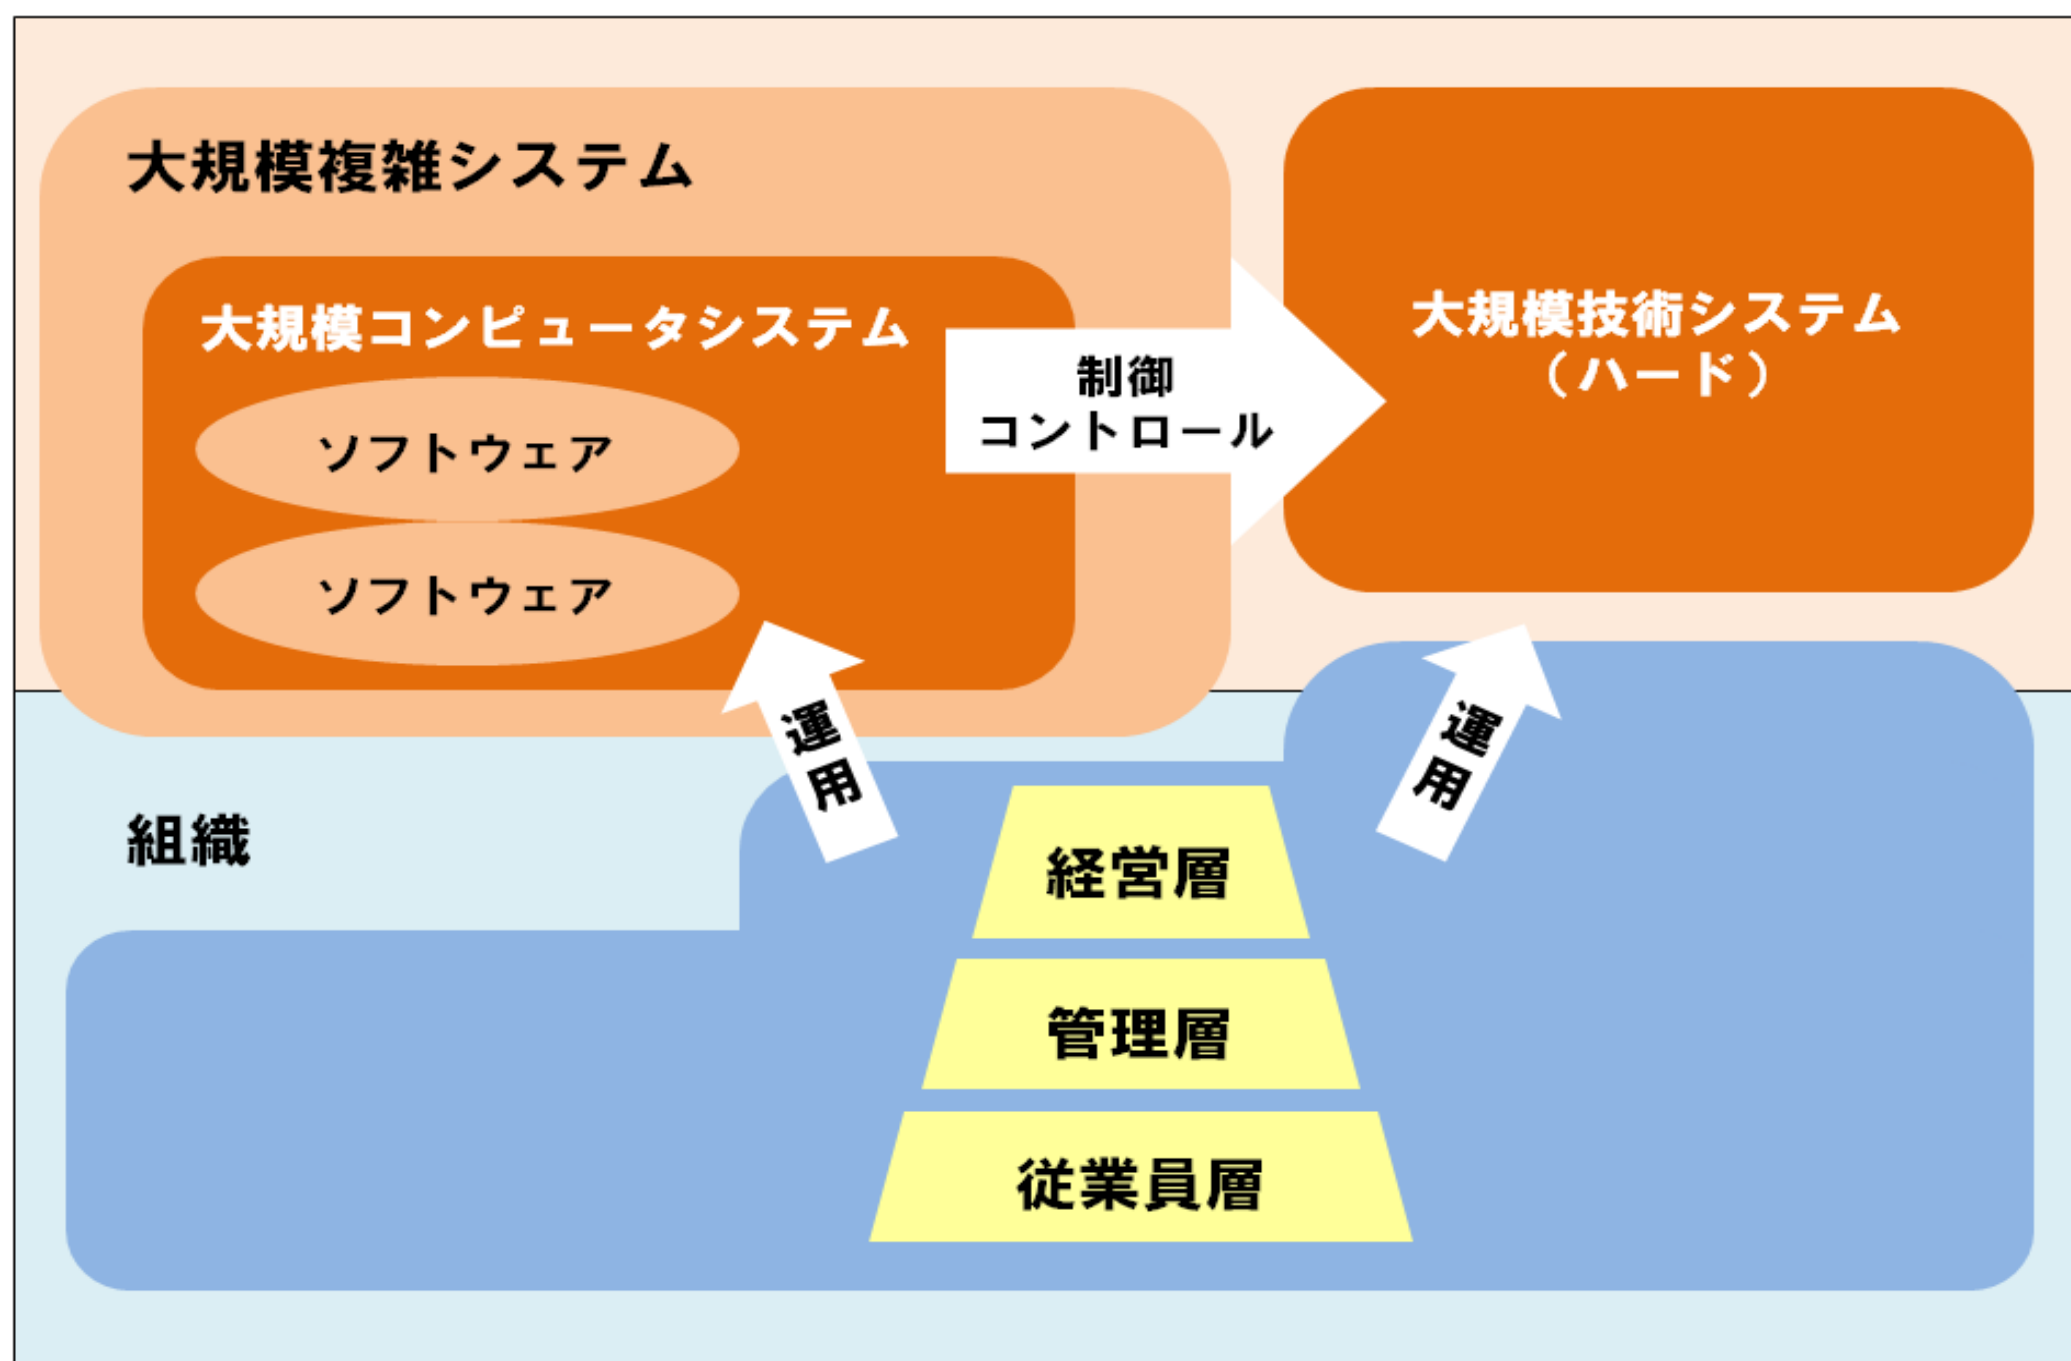 大規模複雑システム
大規模コンピュータシステム
ソフトウェア
ソフトウェア
制御
コントロール
大規模技術システム
（ハード）
運用
運用
組織
経営層
管理層
従業員層